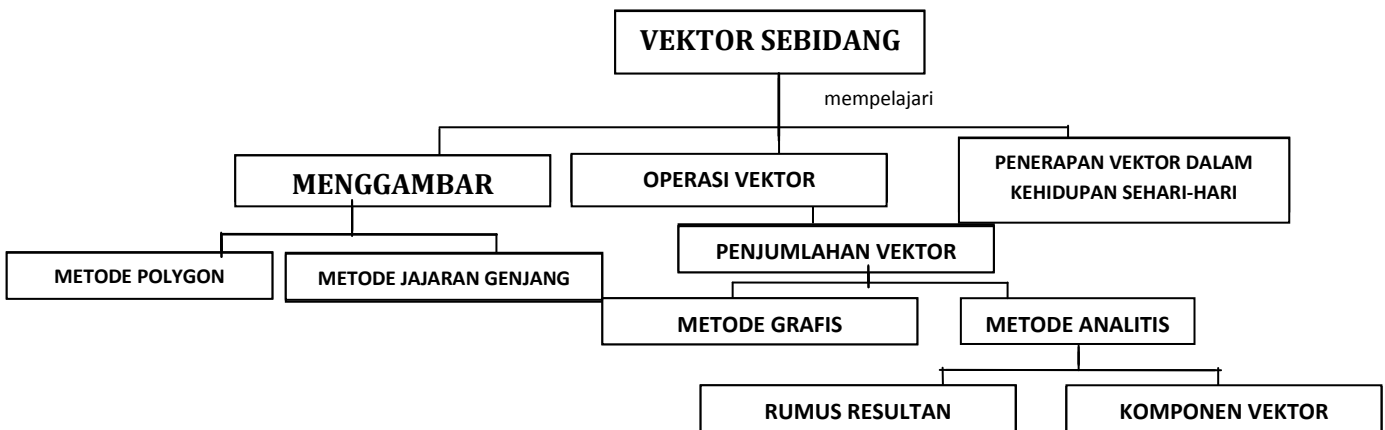 VEKTOR SEBIDANG
mempelajari
MENGGAMBAR
OPERASI VEKTOR
PENERAPAN VEKTOR DALAM
KEHIDUPAN SEHARI-HARI
METODE POLYGON
METODE JAJARAN GENJANG
PENJUMLAHAN VEKTOR
METODE GRAFIS
METODE ANALITIS
RUMUS RESULTAN
KOMPONEN VEKTOR